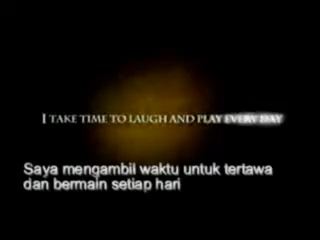 I TAKE TIME TO LAUGH AND PLAY EVERY DAY
Saya mengambil waktu untuk tertawa
dan bermain setiap hari